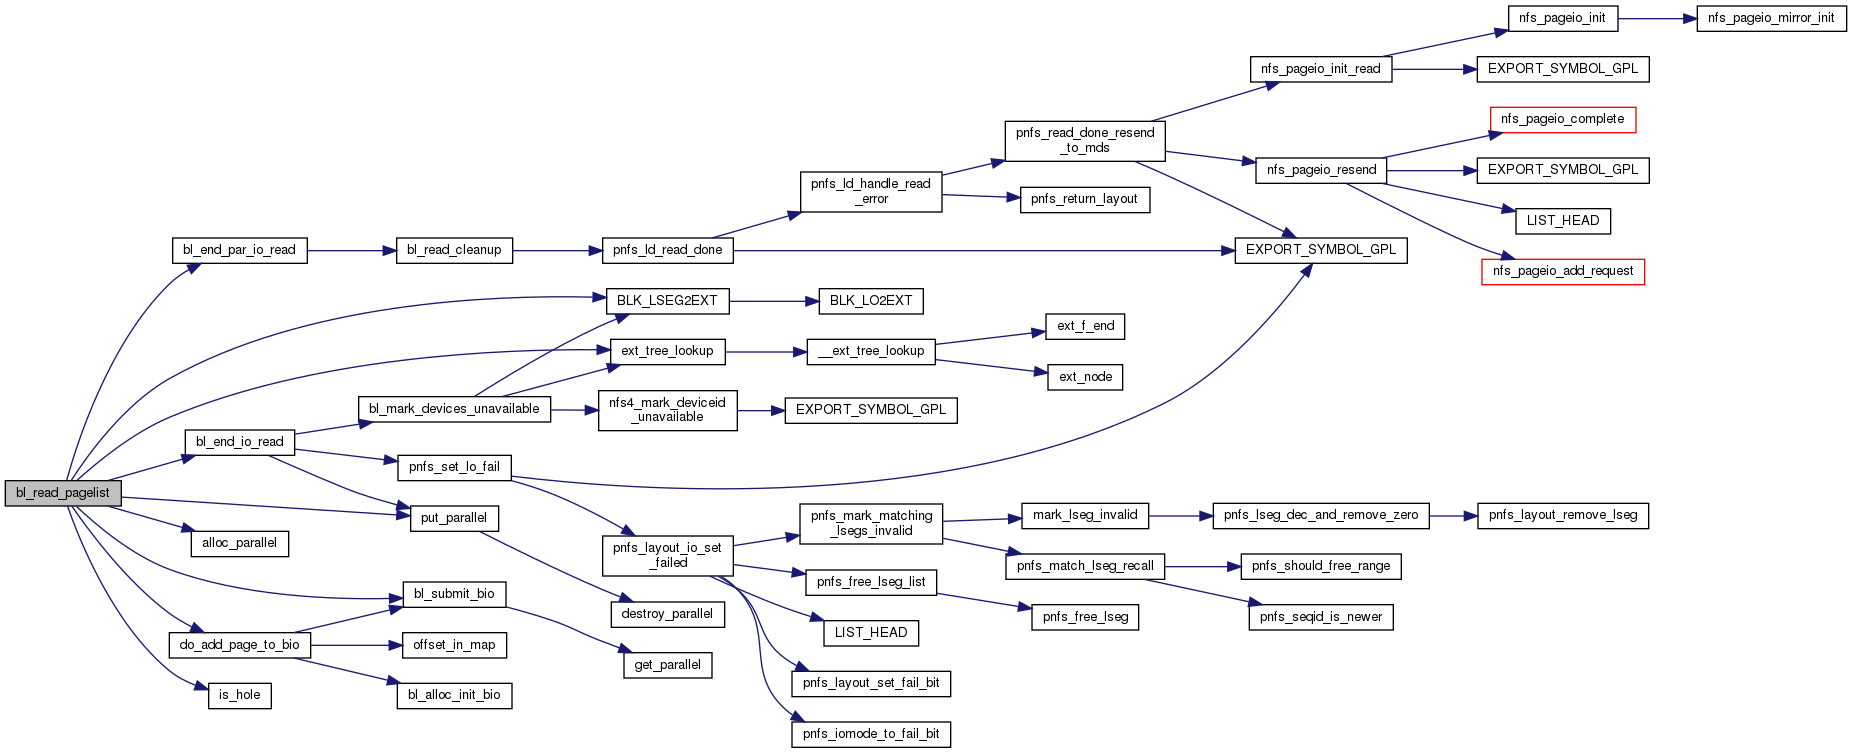 nfs_pageio_init
nfs_pageio_mirror_init
nfs_pageio_init_read
EXPORT_SYMBOL_GPL
nfs_pageio_complete
pnfs_read_done_resend
_to_mds
nfs_pageio_resend
EXPORT_SYMBOL_GPL
pnfs_ld_handle_read
_error
pnfs_return_layout
LIST_HEAD
bl_end_par_io_read
bl_read_cleanup
pnfs_ld_read_done
EXPORT_SYMBOL_GPL
nfs_pageio_add_request
BLK_LSEG2EXT
BLK_LO2EXT
ext_f_end
ext_tree_lookup
__ext_tree_lookup
ext_node
bl_mark_devices_unavailable
nfs4_mark_deviceid
_unavailable
EXPORT_SYMBOL_GPL
bl_end_io_read
pnfs_set_lo_fail
bl_read_pagelist
put_parallel
pnfs_mark_matching
_lsegs_invalid
mark_lseg_invalid
pnfs_lseg_dec_and_remove_zero
pnfs_layout_remove_lseg
alloc_parallel
pnfs_layout_io_set
_failed
pnfs_match_lseg_recall
pnfs_should_free_range
bl_submit_bio
pnfs_free_lseg_list
destroy_parallel
pnfs_free_lseg
pnfs_seqid_is_newer
LIST_HEAD
do_add_page_to_bio
offset_in_map
get_parallel
pnfs_layout_set_fail_bit
is_hole
bl_alloc_init_bio
pnfs_iomode_to_fail_bit